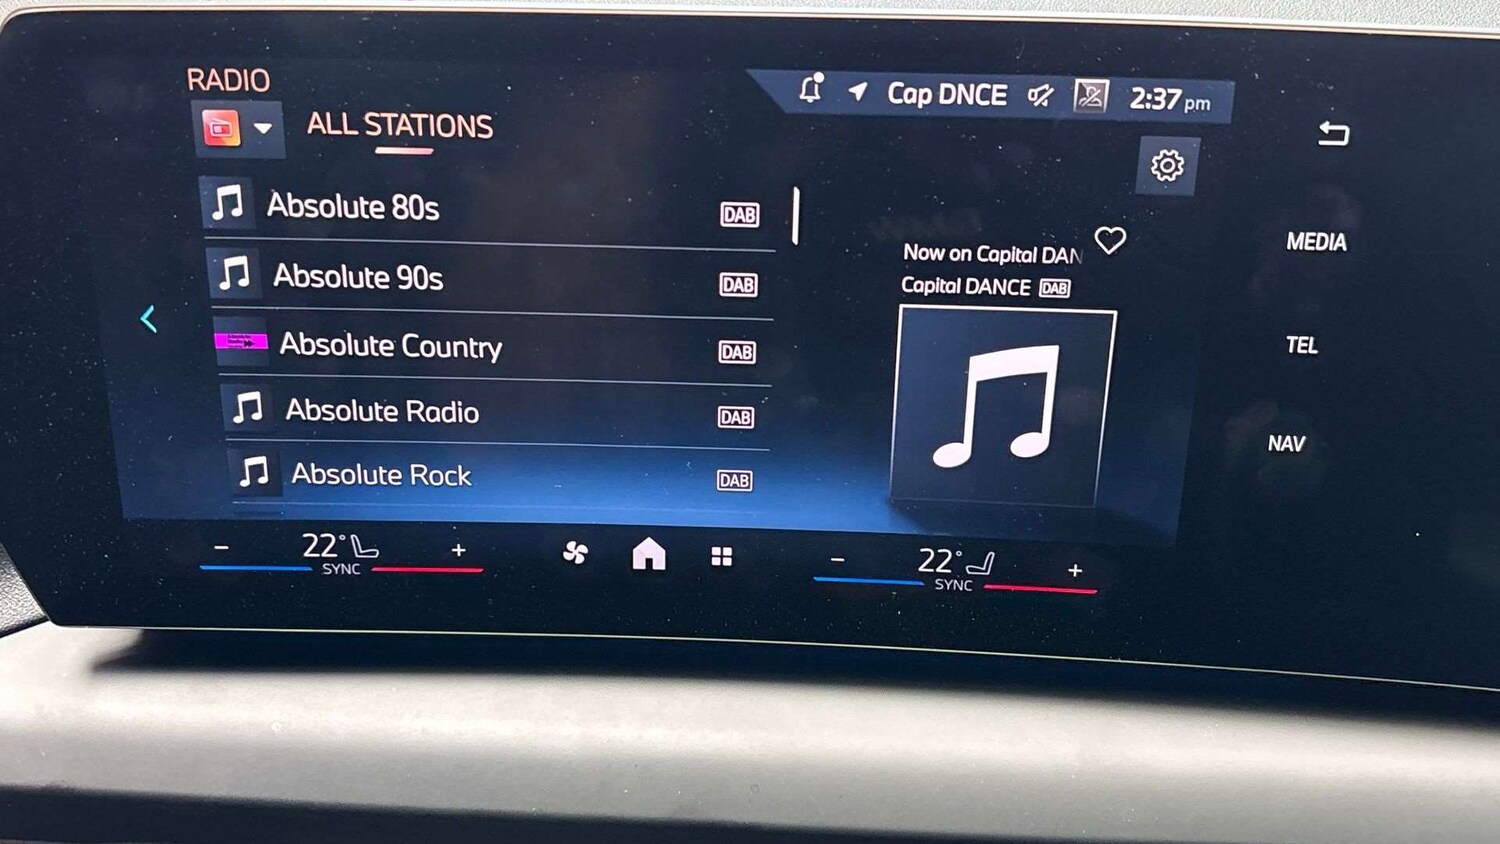 RADIO
Cap DNCE
2:37 pm
ALL STATIONS
Absolute 80s DAB
Absolute 90s DAB
Absolute Country DAB
Absolute Radio DAB
Absolute Rock DAB
Now on Capital DAN
Capital DANCE DAB
MEDIA
TEL
NAV
− 22° +
SYNC
− 22° +
SYNC